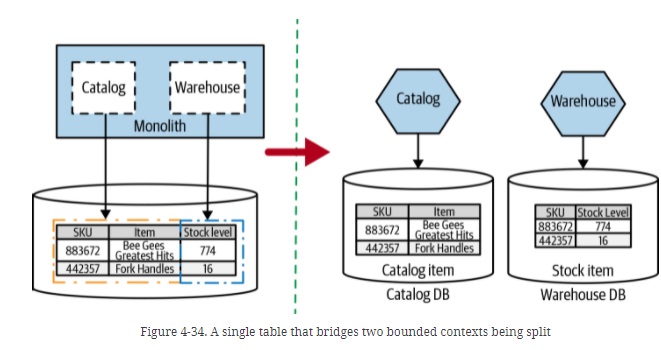 Catalog
Warehouse
Monolith
SKU Item Stock level
883672 Bee Gees Greatest Hits 774
442357 Fork Handles 16
Catalog
Warehouse
SKU Item
883672 Bee Gees Greatest Hits
442357 Fork Handles
Catalog item
Catalog DB
SKU Stock Level
883672 774
442357 16
Stock item
Warehouse DB
Figure 4-34. A single table that bridges two bounded contexts being split